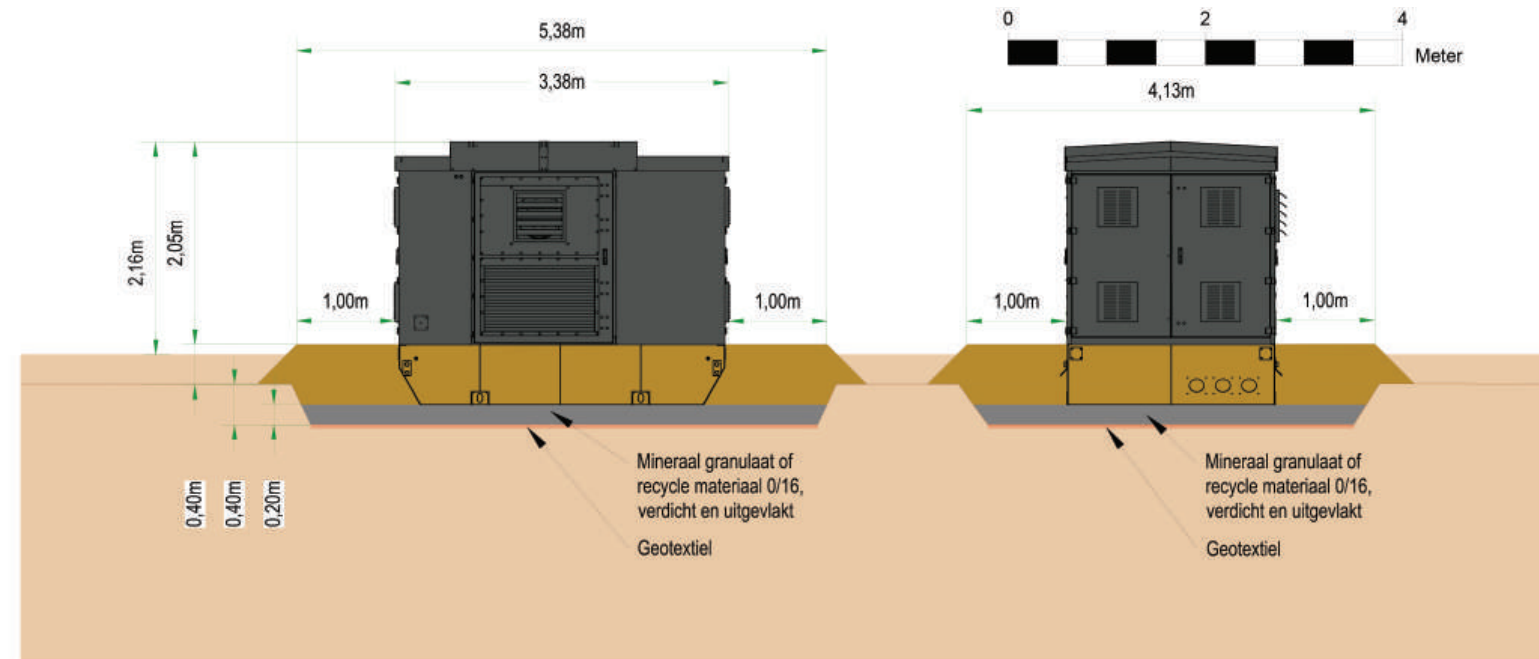 0 2 4
Meter
5,38m
3,38m
4,13m
2,16m
2,05m
1,00m 1,00m
1,00m 1,00m
0,40m
0,40m
0,20m
Mineraal granulaat of
recycle materiaal 0/16,
verdicht en uitgevlakt
Geotextiel
Mineraal granulaat of
recycle materiaal 0/16,
verdicht en uitgevlakt
Geotextiel